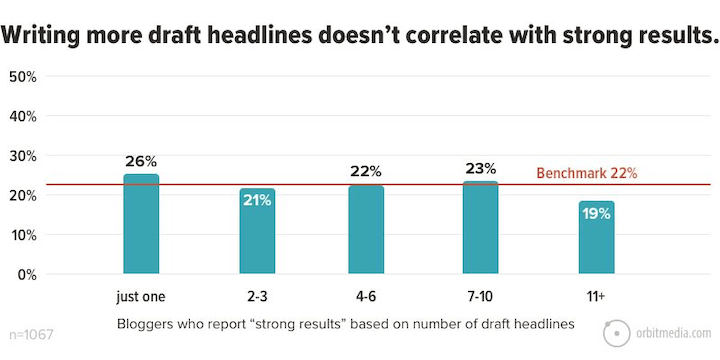 Writing more draft headlines doesn’t correlate with strong results.
50%
40%
30%
20%
10%
0%
26%
21%
22%
23%
19%
Benchmark 22%
just one
2-3
4-6
7-10
11+
Bloggers who report “strong results” based on number of draft headlines
n=1067
orbitmedia.com